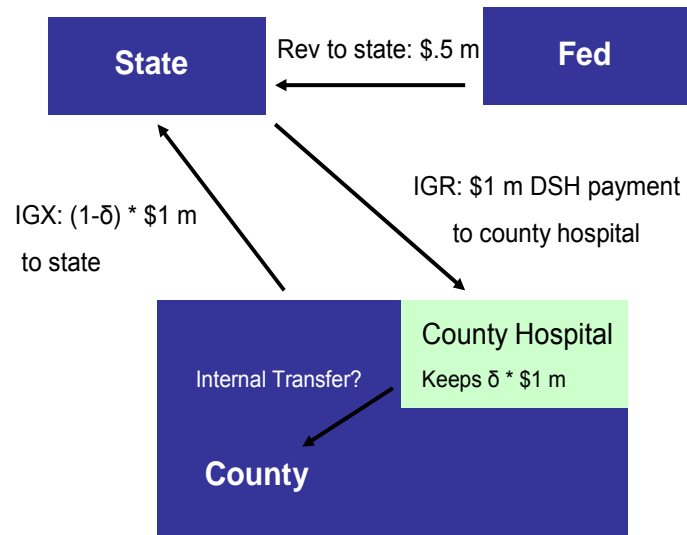 State
Rev to state: $.5 m
Fed
IGX: (1-δ) * $1 m
to state
IGR: $1 m DSH payment
to county hospital
County Hospital
Internal Transfer?
Keeps δ * $1 m
County